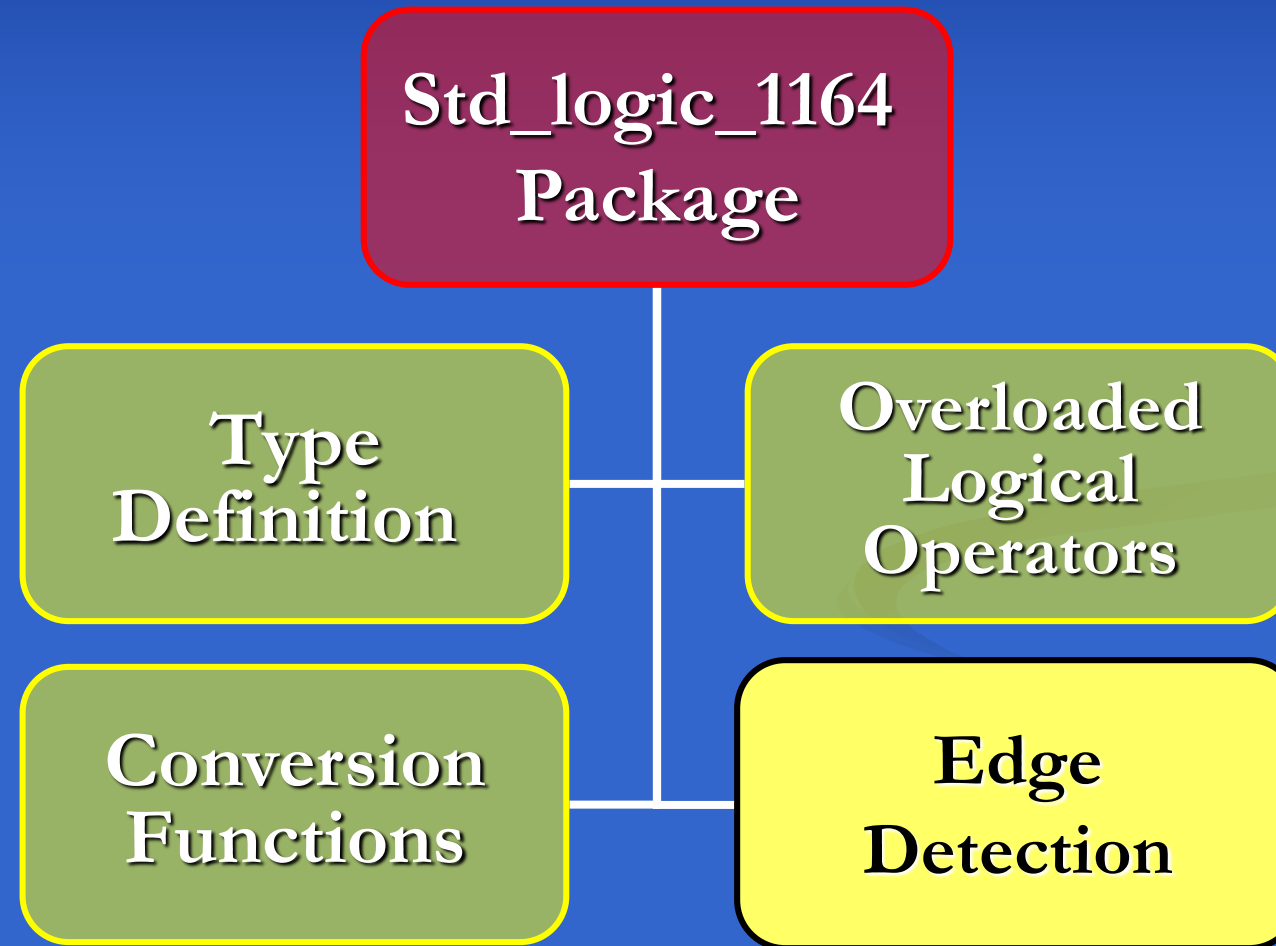 Std_logic_1164
Package
Type
Definition
Overloaded
Logical
Operators
Conversion
Functions
Edge
Detection